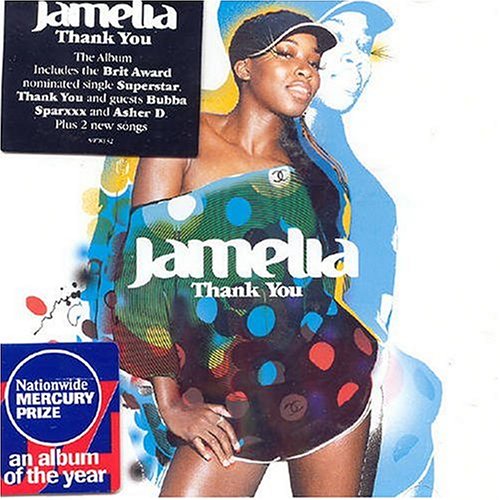 Jamelia
Thank You
The Album
Includes the Brit Award
nominated single Superstar,
Thank You and guests Bubba
Sparxxx and Asher D.
Plus 2 new songs
Jamelia
Thank You
Nationwide
MERCURY
PRIZE
an album
of the year